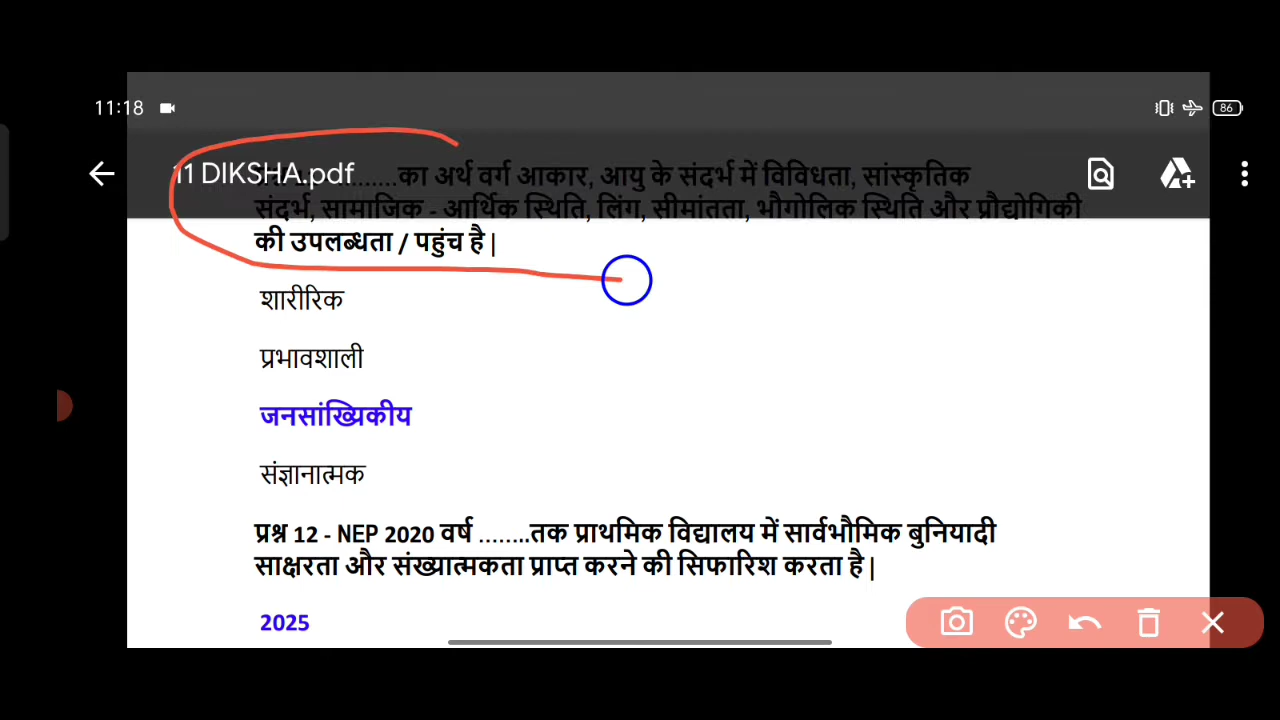 11:18
86
11 DIKSHA.pdf
का अर्थ वर्ग आकार, आयु के संदर्भ में विविधता, सांस्कृतिक
संदर्भ, सामाजिक - आर्थिक स्थिति, लिंग, सीमांतता, भौगोलिक स्थिति और प्रौद्योगिकी
की उपलब्धता / पहुंच है |
शारीरिक
प्रभावशाली
जनसांख्यिकीय
संज्ञानात्मक
प्रश्न 12 - NEP 2020 वर्ष ........तक प्राथमिक विद्यालय में सार्वभौमिक बुनियादी
साक्षरता और संख्यात्मकता प्राप्त करने की सिफारिश करता है |
2025